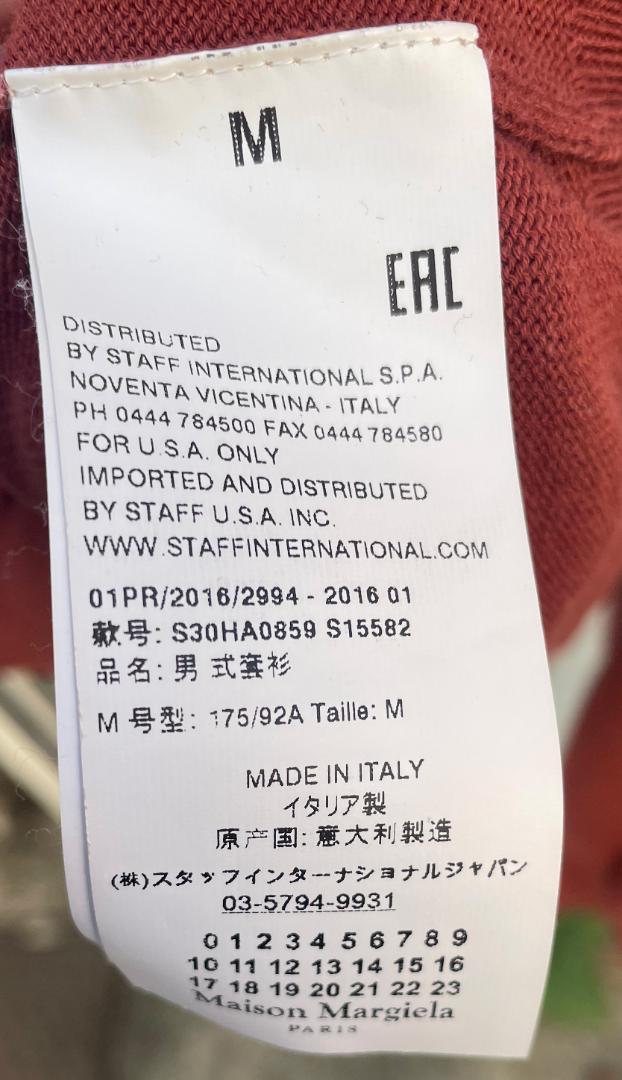 M
EAC
DISTRIBUTED
BY STAFF INTERNATIONAL S.P.A.
NOVENTA VICENTINA - ITALY
PH 0444 784500 FAX 0444 784580
FOR U.S.A. ONLY
IMPORTED AND DISTRIBUTED
BY STAFF U.S.A. INC.
WWW.STAFFINTERNATIONAL.COM
01PR/2016/2994 - 2016 01
款号: S30HA0859 S15582
品名: 男式套衫
M 号型: 175/92A Taille: M
MADE IN ITALY
イタリア製
原产国: 意大利製造
(株)スタッフインターナショナルジャパン
03-5794-9931
0 1 2 3 4 5 6 7 8 9
10 11 12 13 14 15 16
17 18 19 20 21 22 23
Maison Margiela
PARIS